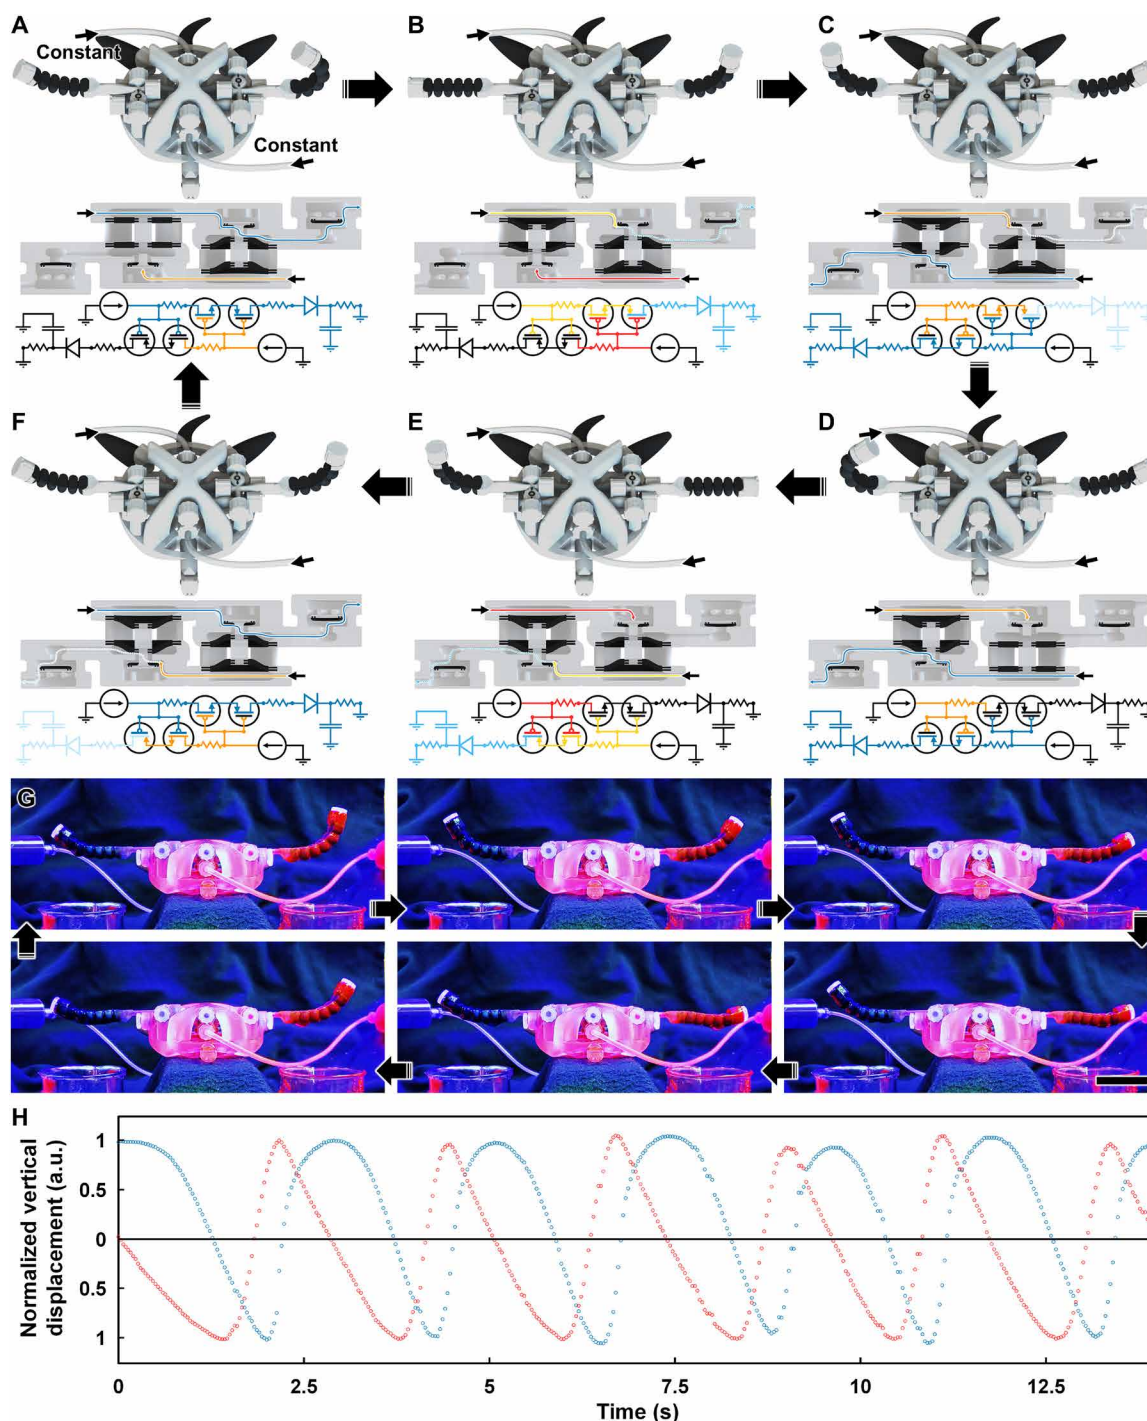 A
B
C
Constant
Constant
F
E
D
G
H
Normalized vertical
displacement (a.u.)
1
0.5
0
0.5
1
0
2.5
5
7.5
10
12.5
Time (s)